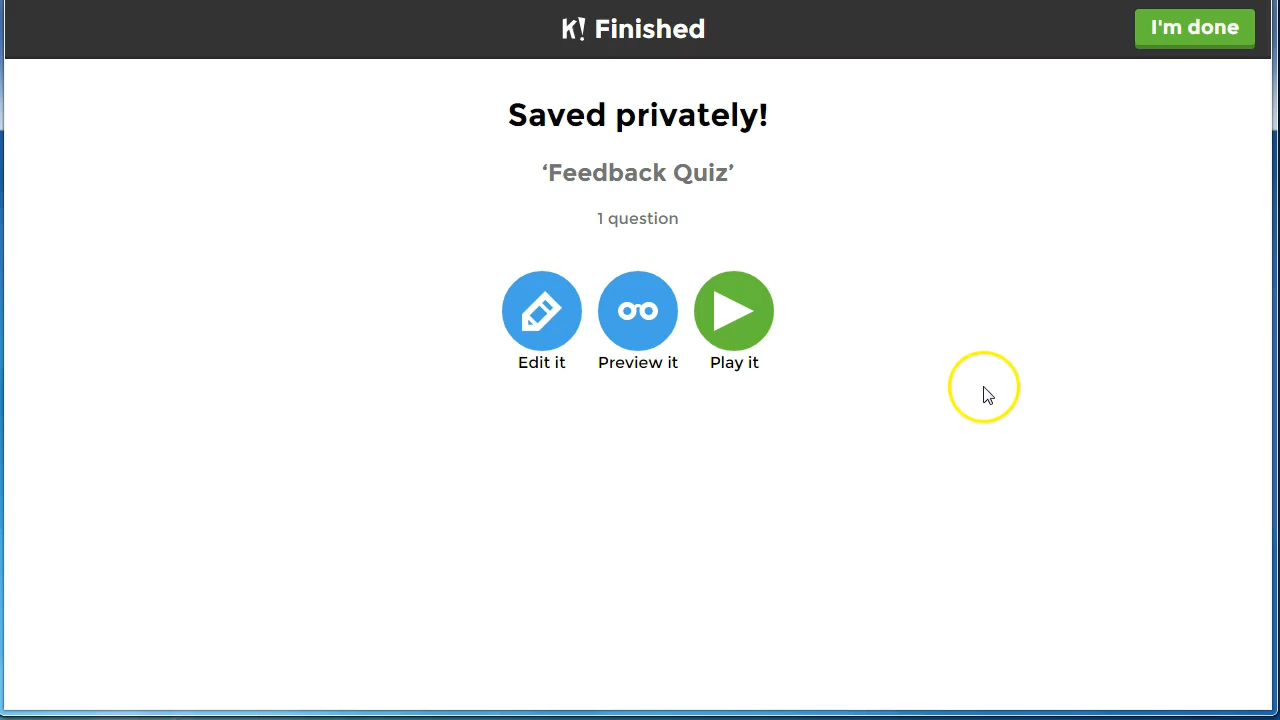 K! Finished
I'm done
Saved privately!
‘Feedback Quiz’
1 question
Edit it
Preview it
Play it